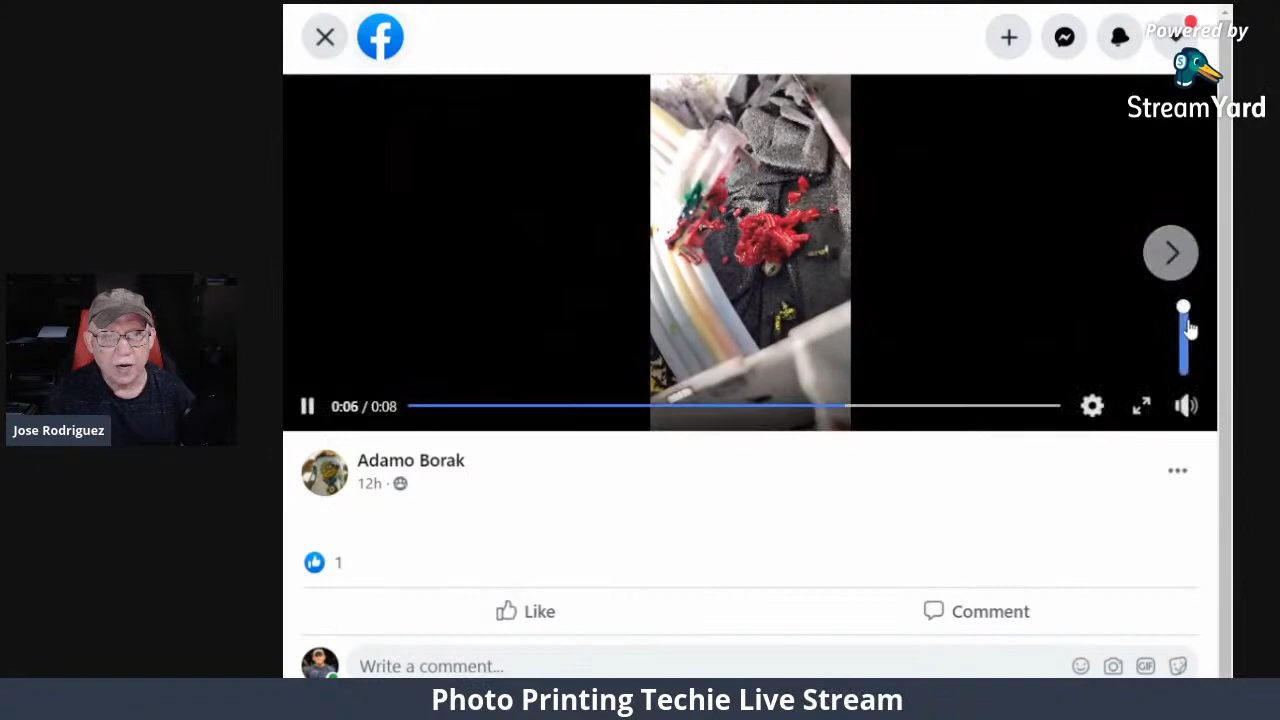 Powered by
StreamYard
0:06 / 0:08
Jose Rodriguez
Adamo Borak
12h ·
1
Like
Comment
Write a comment...
GIF
Photo Printing Techie Live Stream